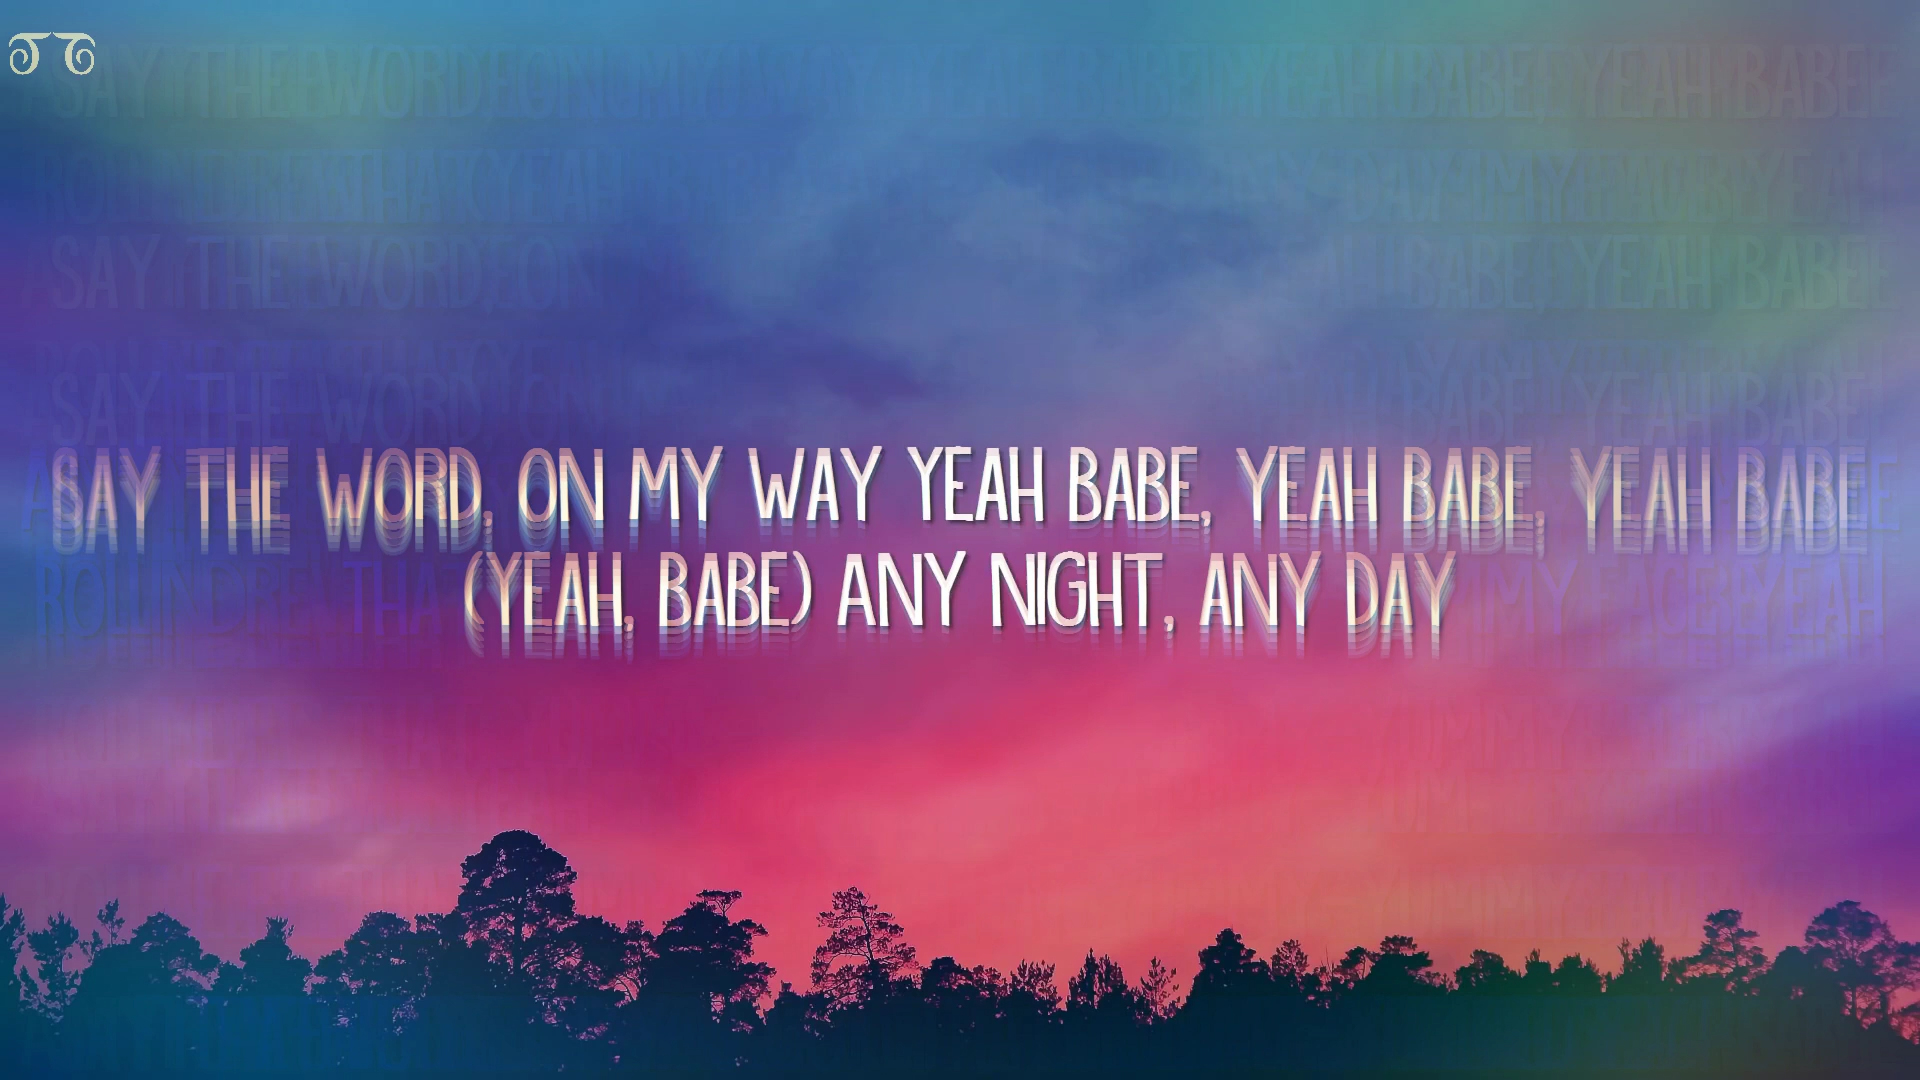 SAY THE WORD, ON MY WAY YEAH BABE, YEAH BABE, YEAH BABE
(YEAH, BABE) ANY NIGHT, ANY DAY